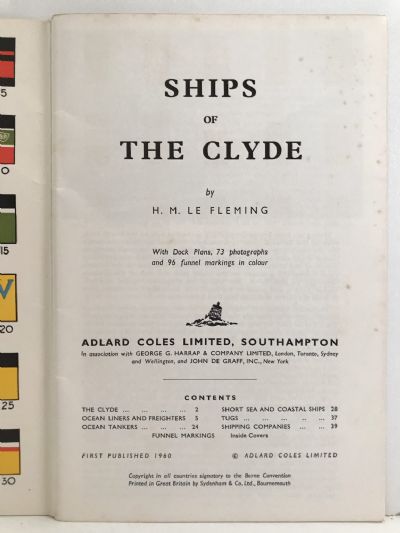 5
0
15
V
20
25
30
SHIPS
OF
THE CLYDE
by
H. M. LE FLEMING
With Dock Plans, 73 photographs
and 96 funnel markings in colour
ADLARD COLES LIMITED, SOUTHAMPTON
In association with GEORGE G. HARRAP & COMPANY LIMITED, London, Toronto, Sydney
and Wellington, and JOHN DE GRAFF, INC., New York
CONTENTS
THE CLYDE ... ... ... ... 2
OCEAN LINERS AND FREIGHTERS 5
OCEAN TANKERS ... ... ... 24
SHORT SEA AND COASTAL SHIPS 28
TUGS ... ... ... ... ... 37
SHIPPING COMPANIES ... ... 39
FUNNEL MARKINGS Inside Covers
FIRST PUBLISHED 1960 © ADLARD COLES LIMITED
Copyright in all countries signatory to the Berne Convention
Printed in Great Britain by Sydenham & Co. Ltd., Bournemouth